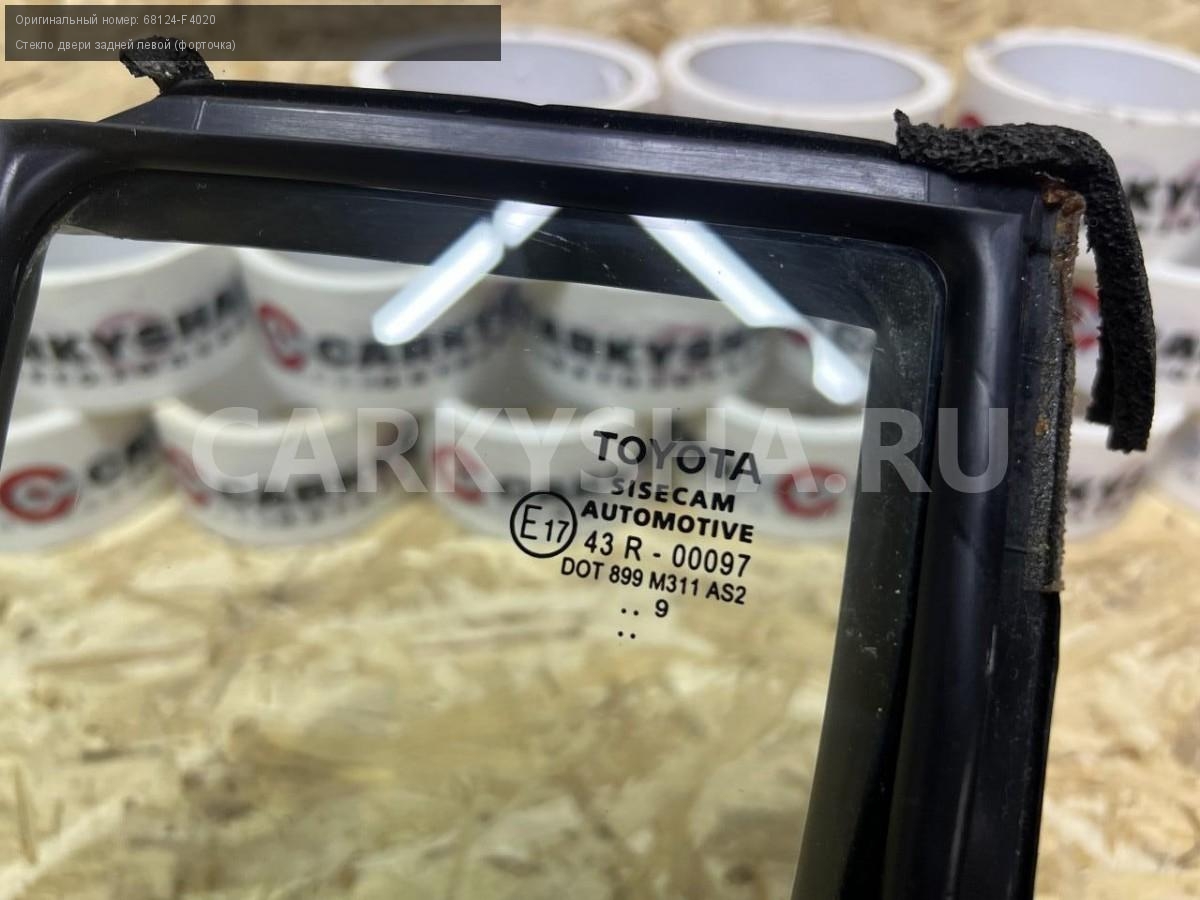 Оригинальный номер: 68124-F4020
Стекло двери задней левой (форточка)
CARKYSHA.RU
TOYOTA
SISECAM
AUTOMOTIVE
E17
43 R - 00097
DOT 899 M311 AS2
.. 9
..